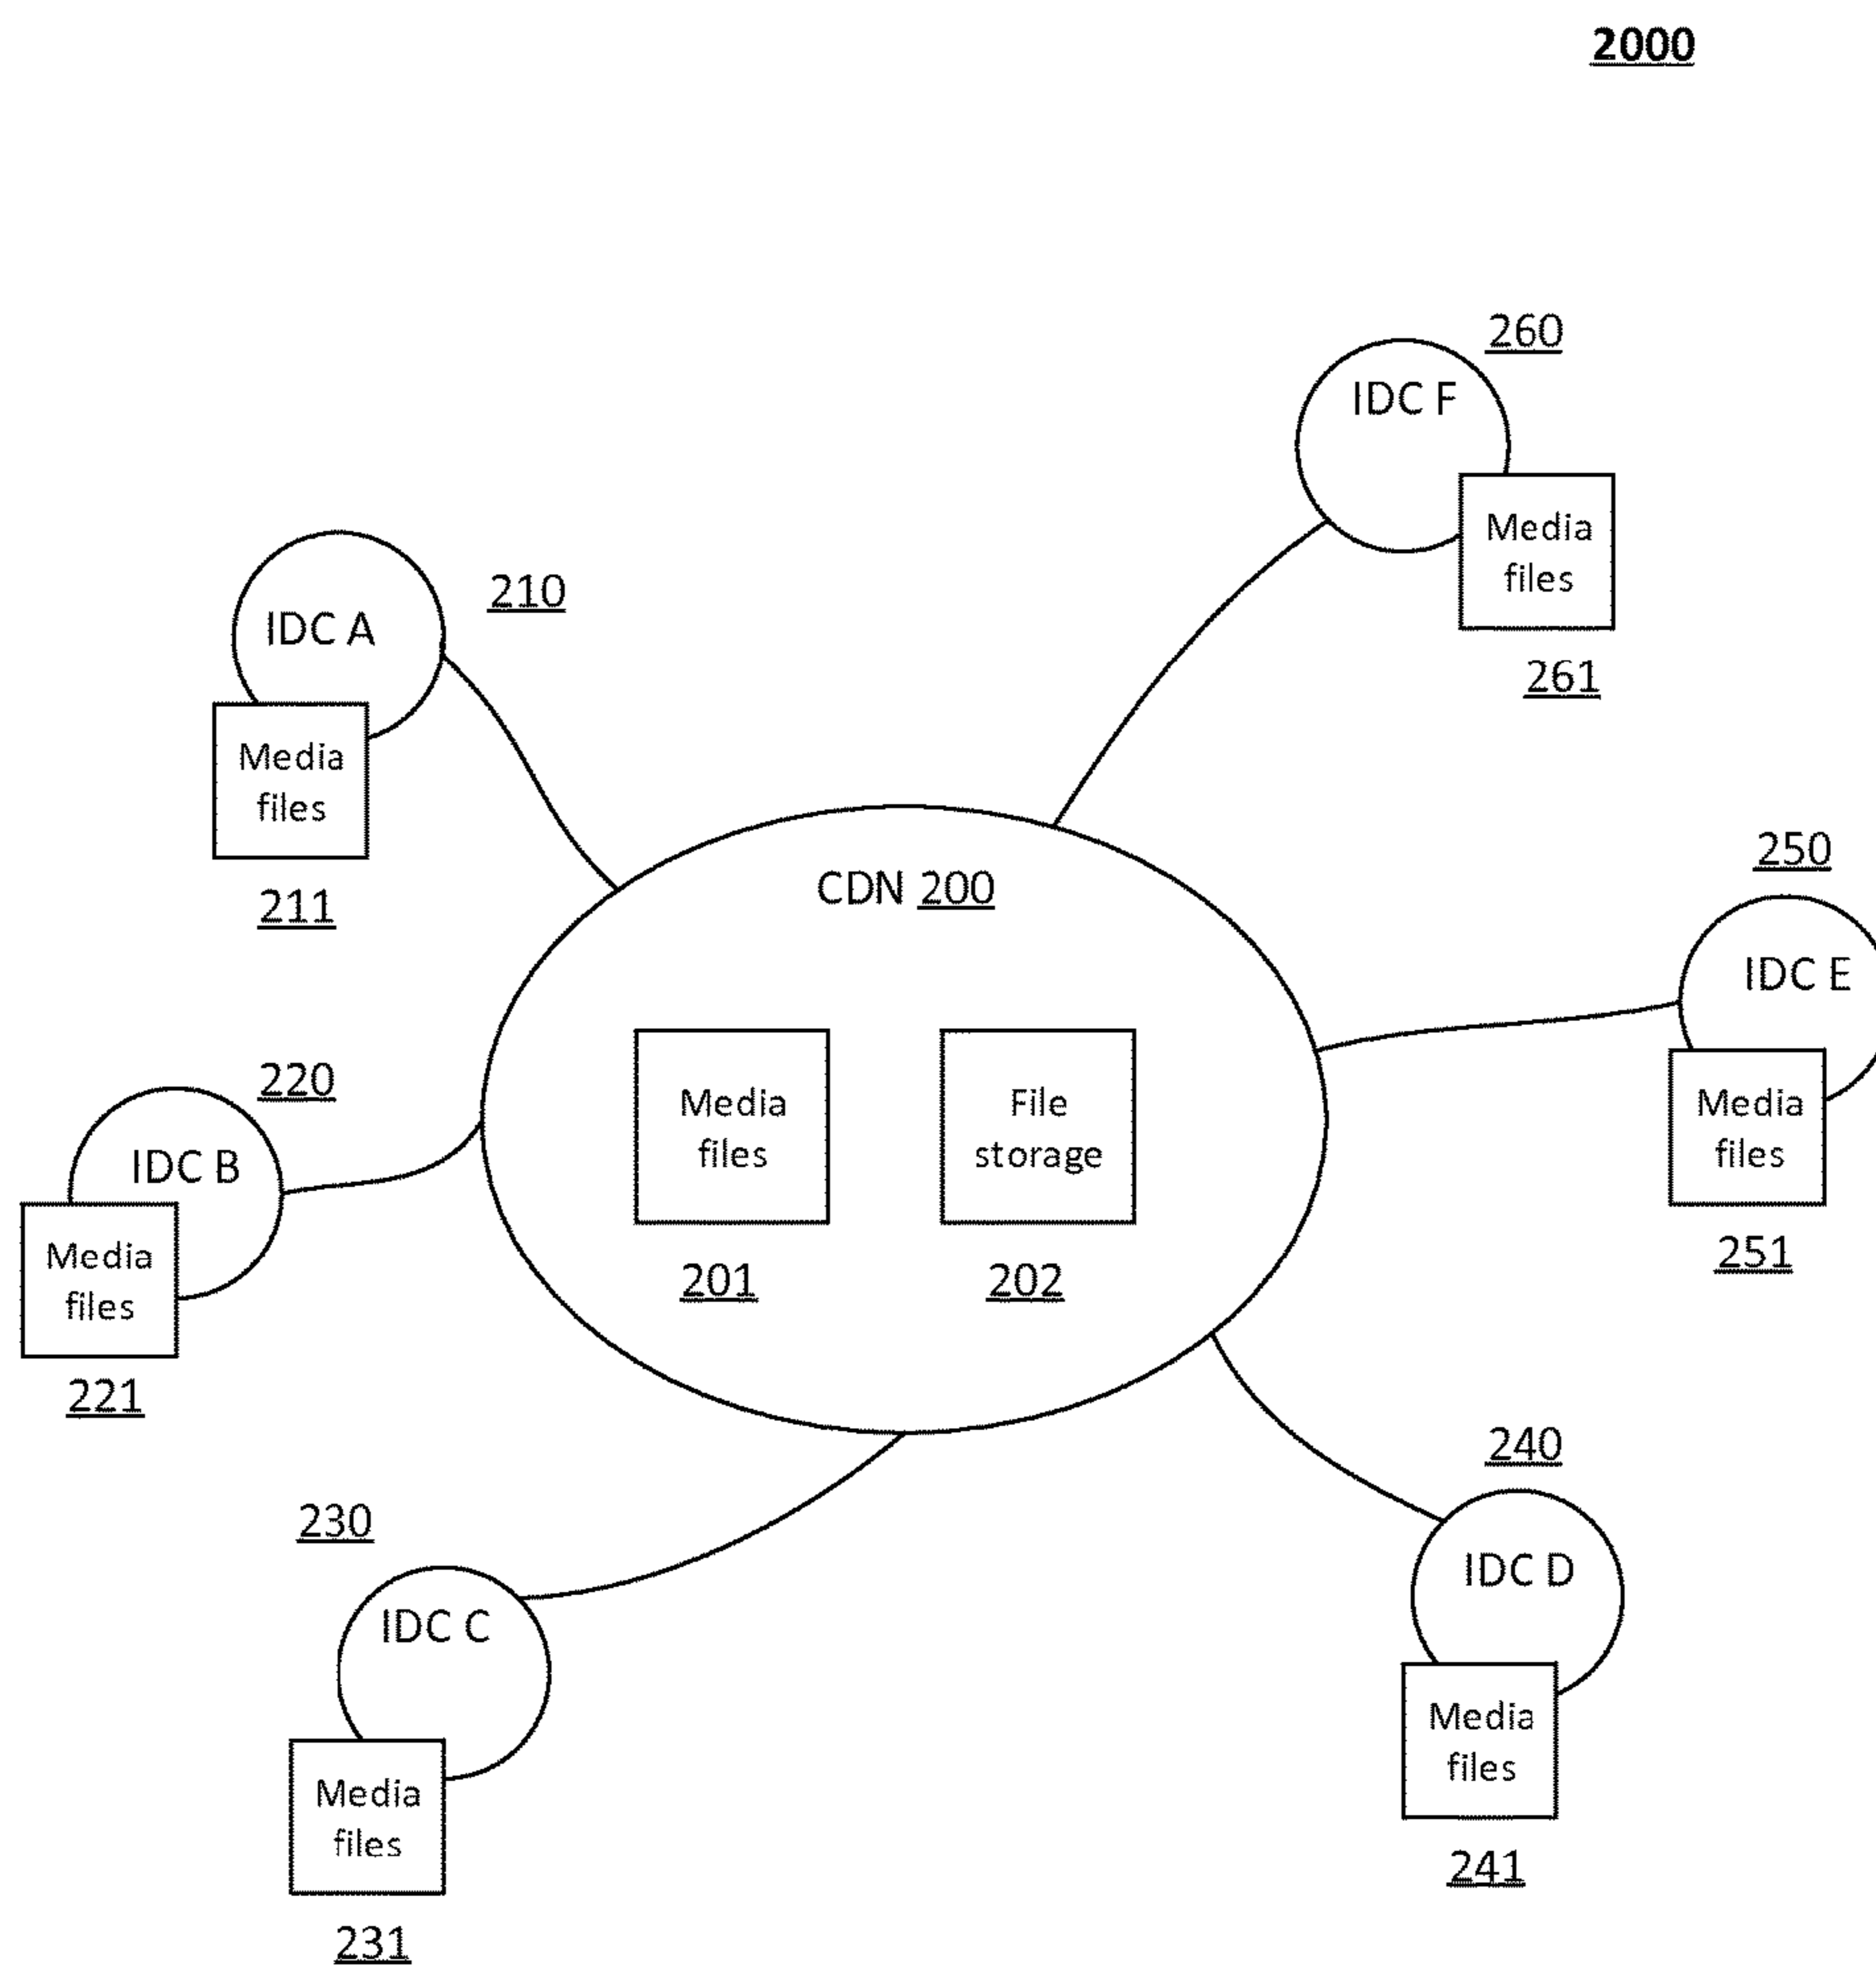 2000
260
IDC F
Media
files
261
210
IDC A
Media
files
211
250
IDC E
Media
files
251
CDN 200
Media
files
201
File
storage
202
220
IDC B
Media
files
221
240
IDC D
Media
files
241
230
IDC C
Media
files
231